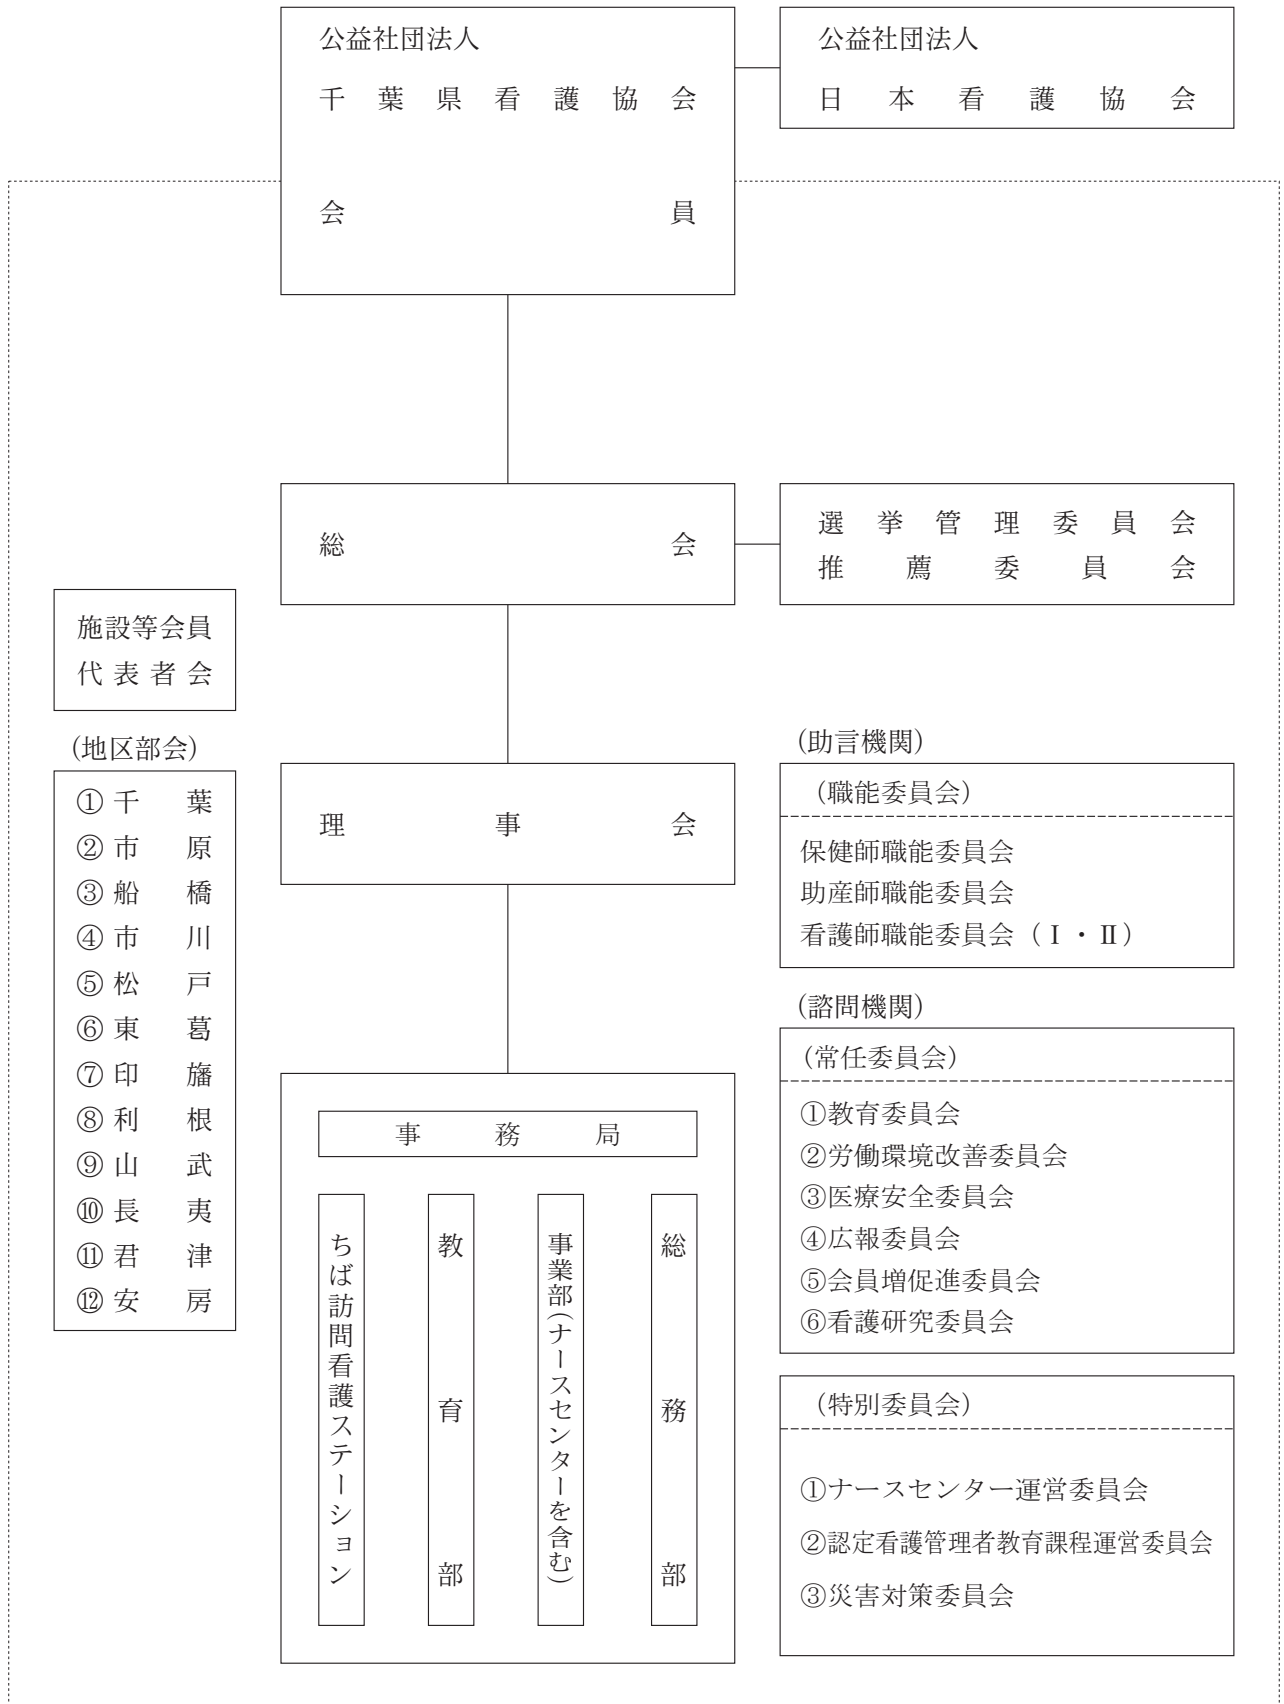 公益社団法人
千葉県看護協会
会員
公益社団法人
日本看護協会
総会
選挙管理委員会
推薦委員会
施設等会員
代表者会
(地区部会)
①千葉
②市原
③船橋
④市川
⑤松戸
⑥東葛
⑦印旛
⑧利根
⑨山武
⑩長夷
⑪君津
⑫安房
理事会
(助言機関)
(職能委員会)
保健師職能委員会
助産師職能委員会
看護師職能委員会(Ⅰ・Ⅱ)
(諮問機関)
(常任委員会)
①教育委員会
②労働環境改善委員会
③医療安全委員会
④広報委員会
⑤会員増促進委員会
⑥看護研究委員会
(特別委員会)
①ナースセンター運営委員会
②認定看護管理者教育課程運営委員会
③災害対策委員会
事務局
総務部
事業部(ナースセンターを含む)
教育部
ちば訪問看護ステーション